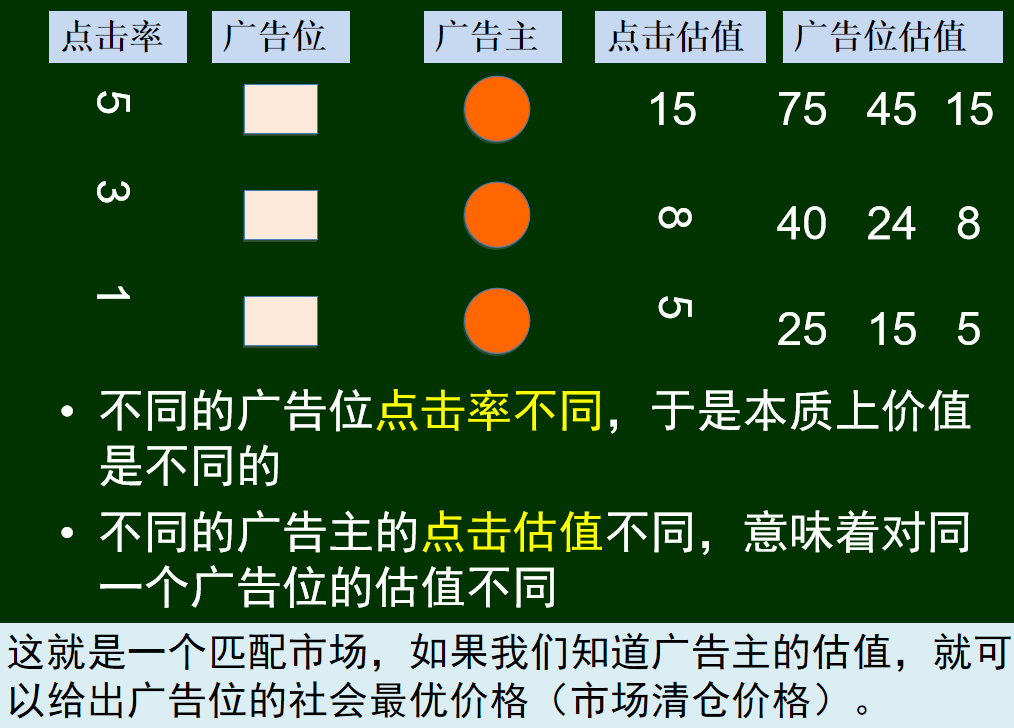 点击率 广告位 广告主 点击估值 广告位估值
5 15 75 45 15
3 8 40 24 8
1 5 25 15 5
• 不同的广告位点击率不同，于是本质上价值
是不同的
• 不同的广告主的点击估值不同，意味着对同
一个广告位的估值不同
这就是一个匹配市场，如果我们知道广告主的估值，就可
以给出广告位的社会最优价格（市场清仓价格）。